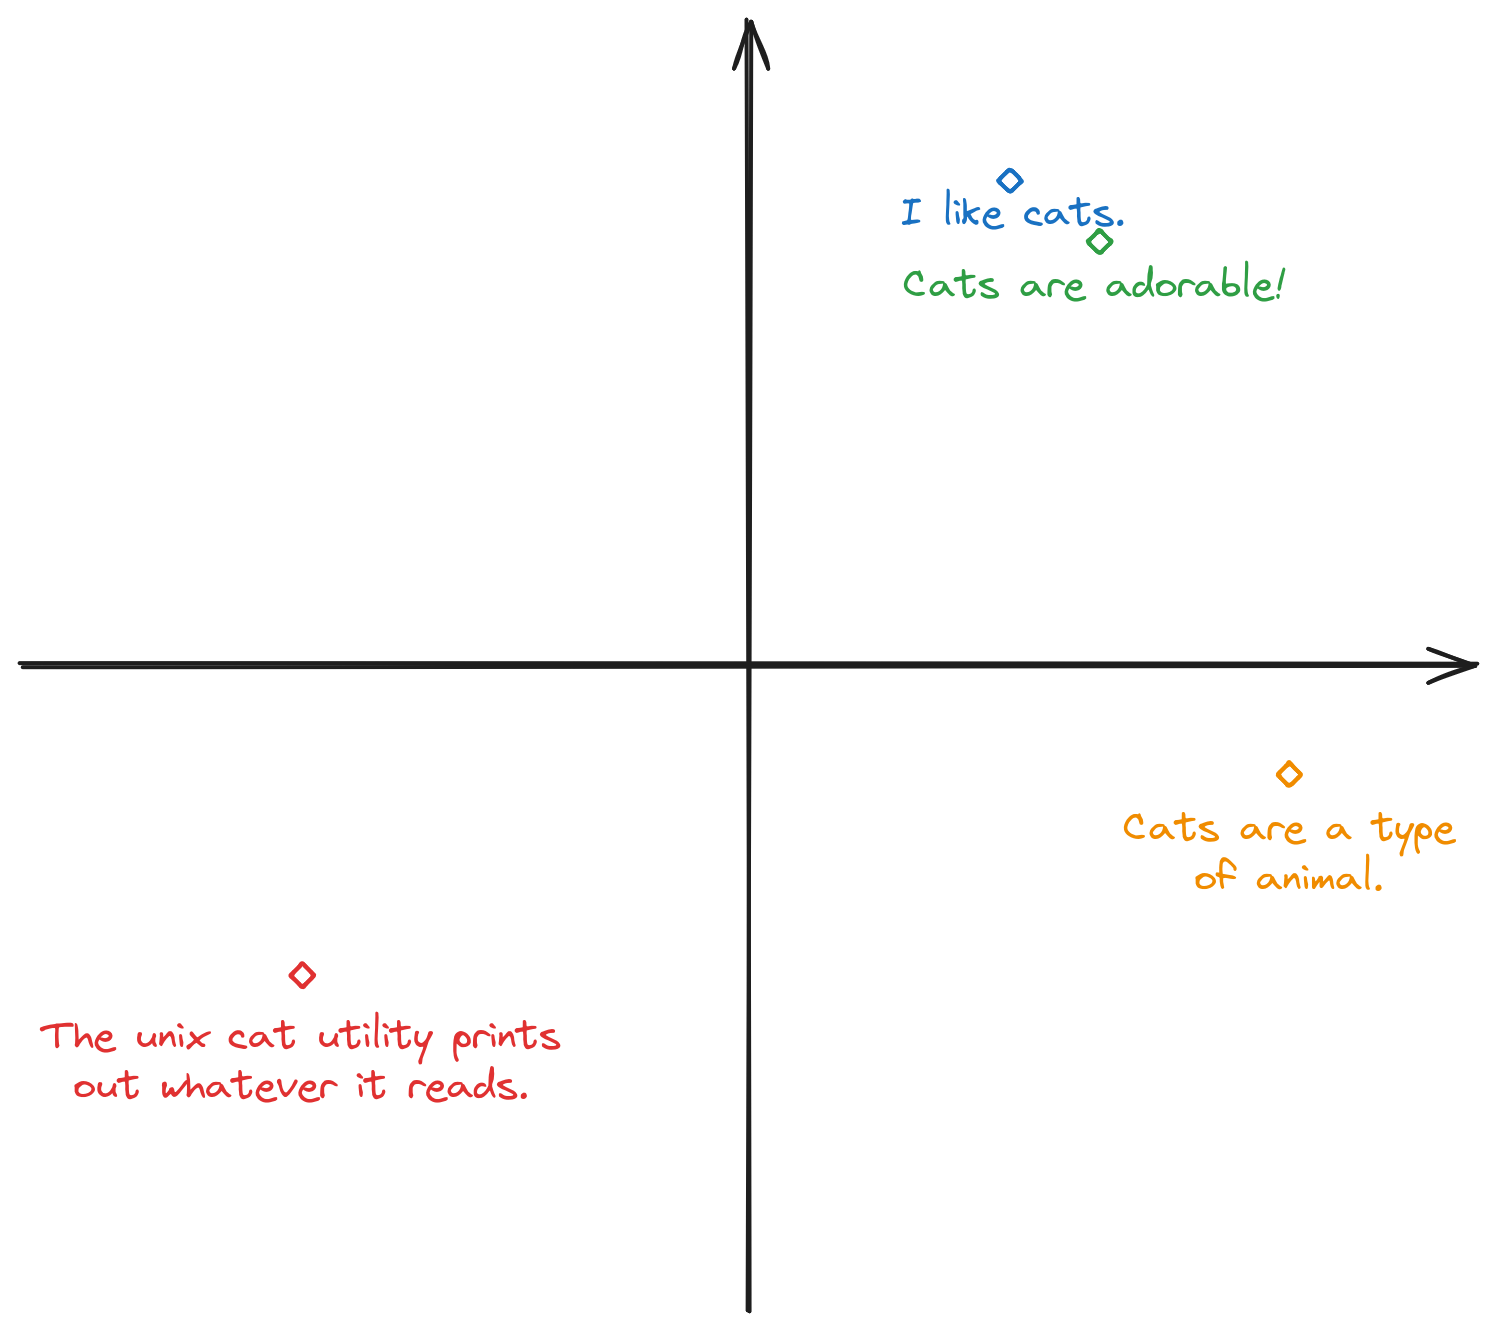 I like cats.
Cats are adorable!
Cats are a type
of animal.
The unix cat utility prints
out whatever it reads.